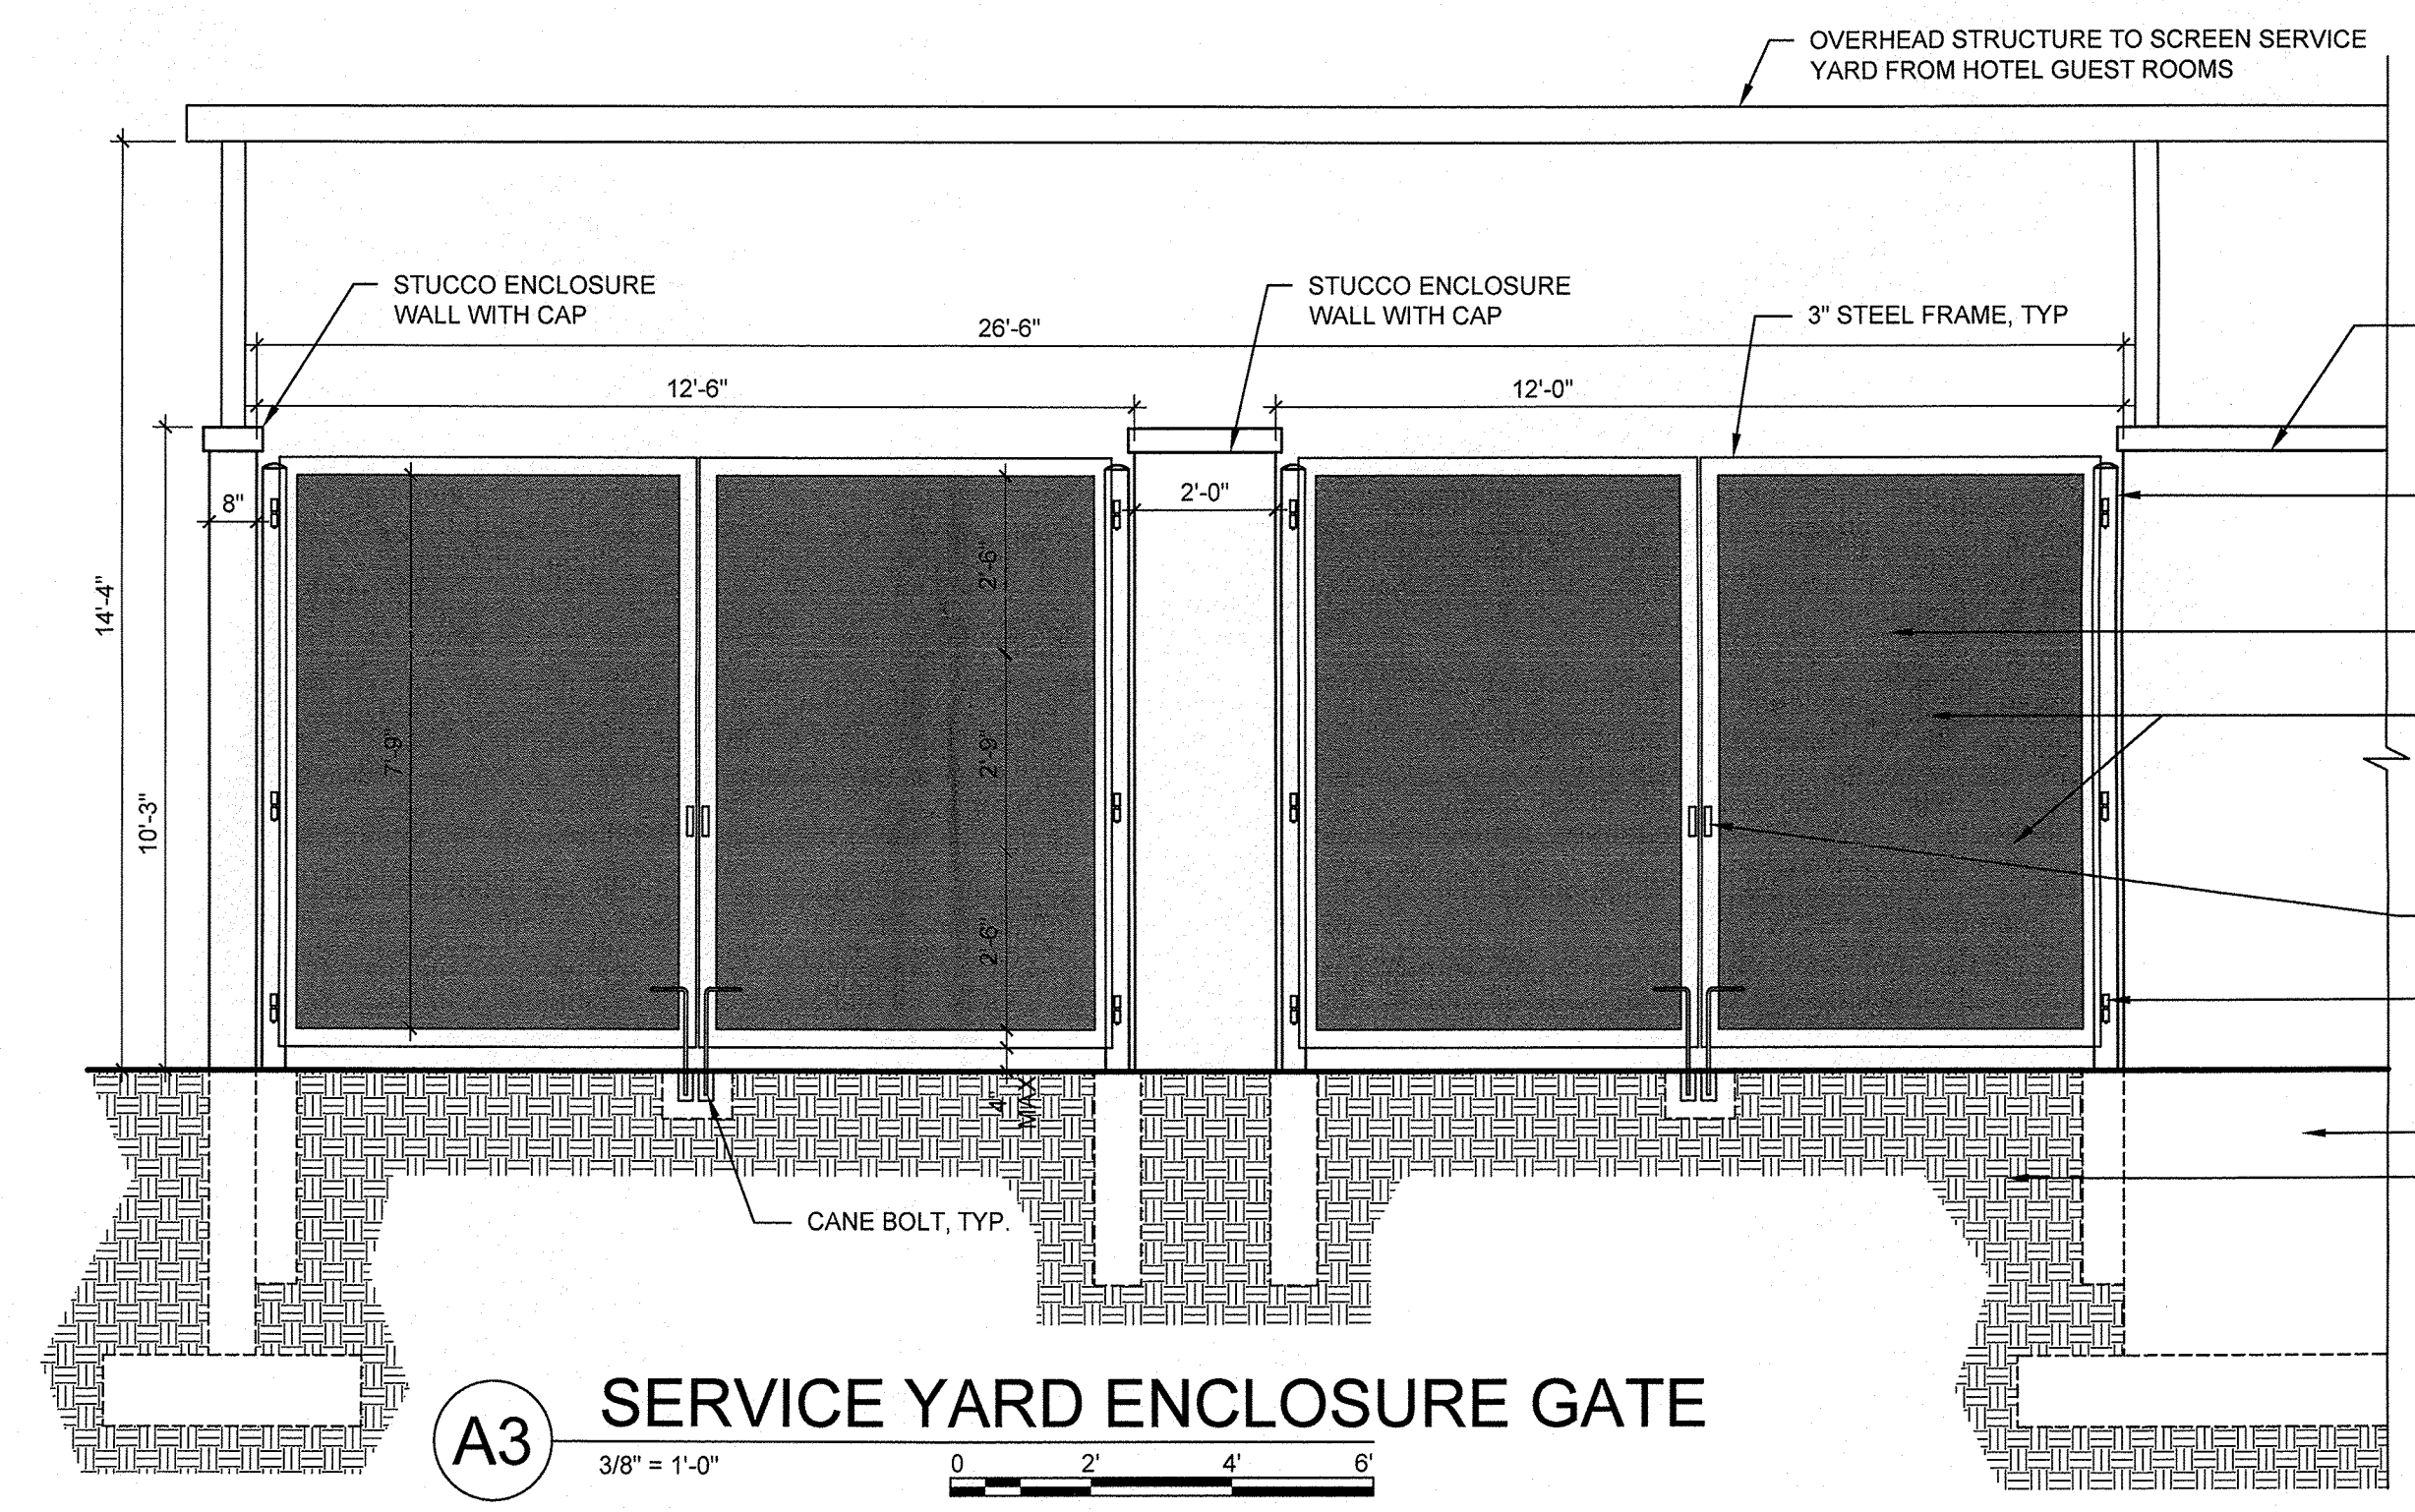 OVERHEAD STRUCTURE TO SCREEN SERVICE
YARD FROM HOTEL GUEST ROOMS
STUCCO ENCLOSURE
WALL WITH CAP
STUCCO ENCLOSURE
WALL WITH CAP
3" STEEL FRAME, TYP
26'-6"
12'-6"
12'-0"
8"
2'-0"
14'-4"
10'-3"
7'-9"
2'-6"
2'-9"
2'-6"
4"
MAX
CANE BOLT, TYP.
A3
SERVICE YARD ENCLOSURE GATE
3/8" = 1'-0"
0 2' 4' 6'